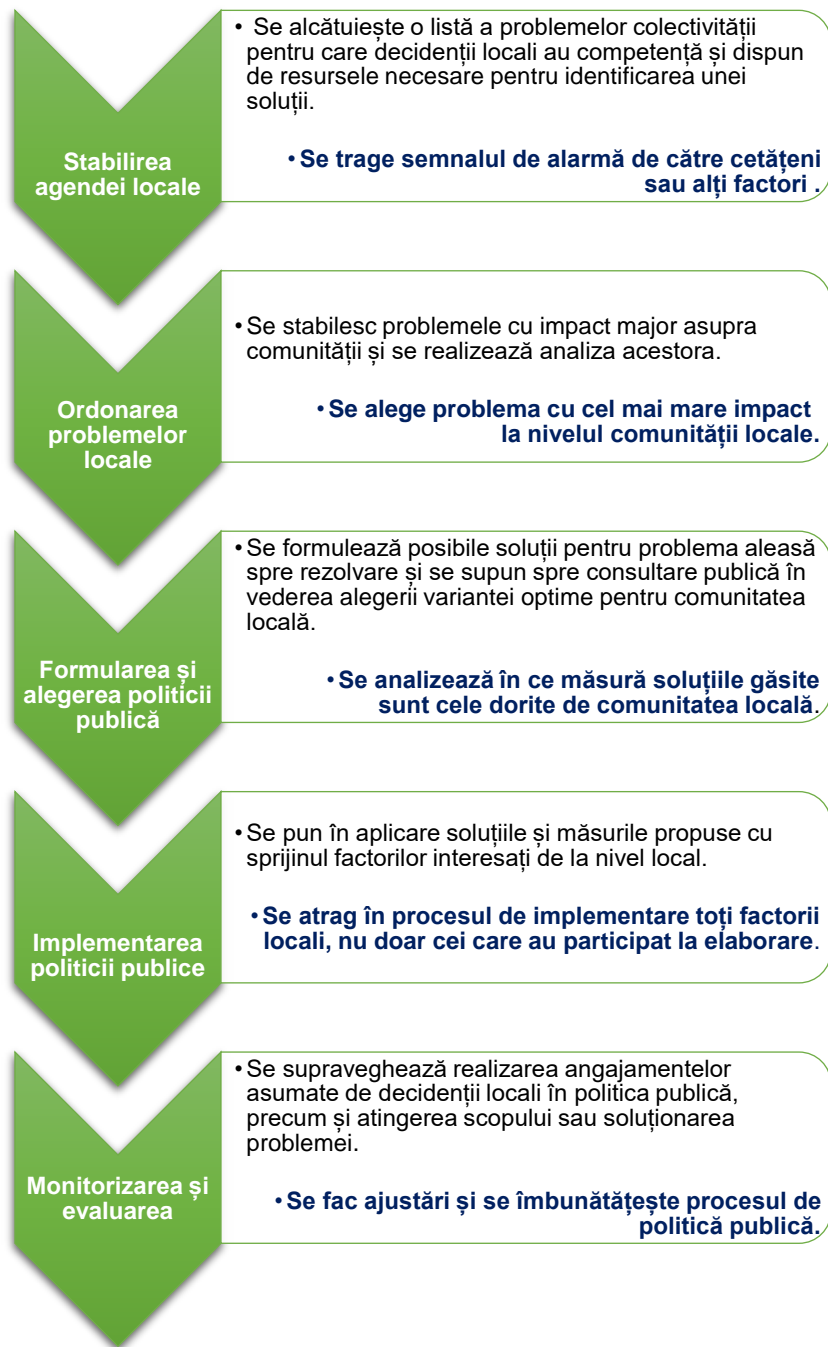 • Se alcătuiește o listă a problemelor colectivității
pentru care decidenții locali au competență și dispun
de resursele necesare pentru identificarea unei
soluții.
• Se trage semnalul de alarmă de către cetățeni
sau alți factori .
Stabilirea
agendei locale
• Se stabilesc problemele cu impact major asupra
comunității și se realizează analiza acestora.
• Se alege problema cu cel mai mare impact
la nivelul comunității locale.
Ordonarea
problemelor
locale
• Se formulează posibile soluții pentru problema aleasă
spre rezolvare și se supun spre consultare publică în
vederea alegerii variantei optime pentru comunitatea
locală.
• Se analizează în ce măsură soluțiile găsite
sunt cele dorite de comunitatea locală.
Formularea și
alegerea politicii
publică
• Se pun în aplicare soluțiile și măsurile propuse cu
sprijinul factorilor interesați de la nivel local.
• Se atrag în procesul de implementare toți factorii
locali, nu doar cei care au participat la elaborare.
Implementarea
politicii publice
• Se supraveghează realizarea angajamentelor
asumate de decidenții locali în politica publică,
precum și atingerea scopului sau soluționarea
problemei.
• Se fac ajustări și se îmbunătățește procesul de
politică publică.
Monitorizarea și
evaluarea